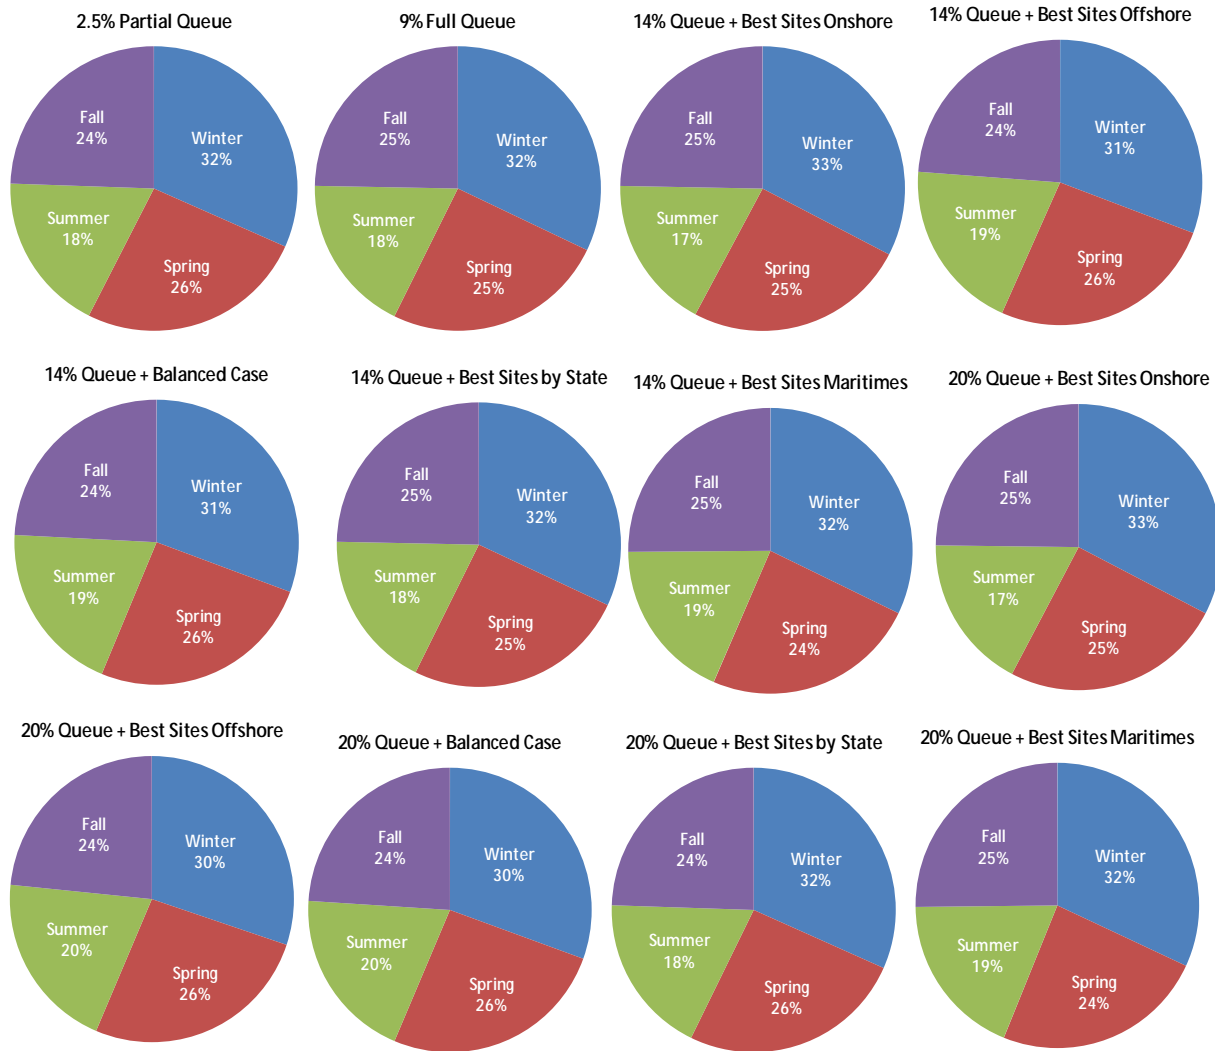 2.5% Partial Queue
Fall
24%
Winter
32%
Summer
18%
Spring
26%
9% Full Queue
Fall
25%
Winter
32%
Summer
18%
Spring
25%
14% Queue + Best Sites Onshore
Fall
25%
Winter
33%
Summer
17%
Spring
25%
14% Queue + Best Sites Offshore
Fall
24%
Winter
31%
Summer
19%
Spring
26%
14% Queue + Balanced Case
Fall
24%
Winter
31%
Summer
19%
Spring
26%
14% Queue + Best Sites by State
Fall
25%
Winter
32%
Summer
18%
Spring
25%
14% Queue + Best Sites Maritimes
Fall
25%
Winter
32%
Summer
19%
Spring
24%
20% Queue + Best Sites Onshore
Fall
25%
Winter
33%
Summer
17%
Spring
25%
20% Queue + Best Sites Offshore
Fall
24%
Winter
30%
Summer
20%
Spring
26%
20% Queue + Balanced Case
Fall
24%
Winter
30%
Summer
20%
Spring
26%
20% Queue + Best Sites by State
Fall
24%
Winter
32%
Summer
18%
Spring
26%
20% Queue + Best Sites Maritimes
Fall
25%
Winter
32%
Summer
19%
Spring
24%